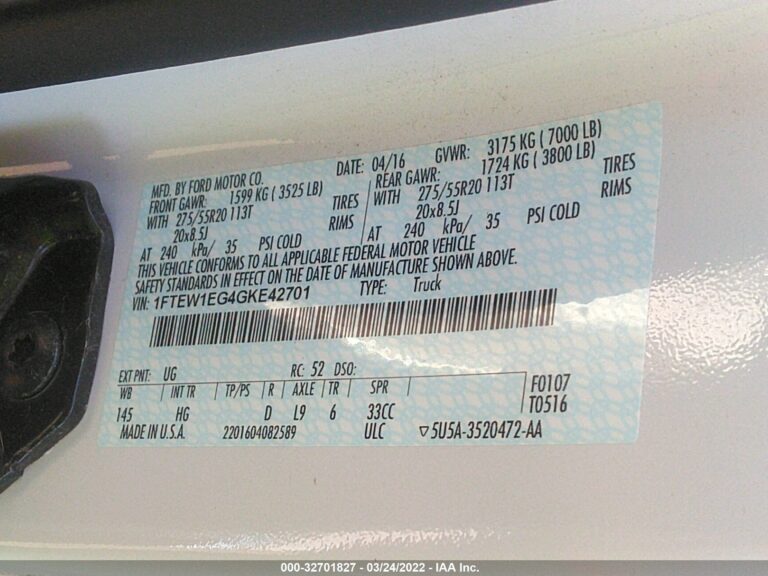 MFD. BY FORD MOTOR CO. DATE: 04/16 GVWR: 3175 KG ( 7000 LB)
FRONT GAWR: 1599 KG ( 3525 LB) REAR GAWR: 1724 KG ( 3800 LB)
WITH 275/55R20 113T TIRES WITH 275/55R20 113T TIRES
20x8.5J RIMS 20x8.5J RIMS
AT 240 kPa/ 35 PSI COLD AT 240 kPa/ 35 PSI COLD
THIS VEHICLE CONFORMS TO ALL APPLICABLE FEDERAL MOTOR VEHICLE
SAFETY STANDARDS IN EFFECT ON THE DATE OF MANUFACTURE SHOWN ABOVE.
VIN: 1FTEW1EG4GKE42701 TYPE: Truck
EXT PNT: UG RC: 52 DSO:
WB INT TR TP/PS R AXLE TR SPR F0107
145 HG D L9 6 33CC T0516
MADE IN U.S.A. 2201604082589 ULC ▽5U5A-3520472-AA
000-32701827 - 03/24/2022 - IAA Inc.